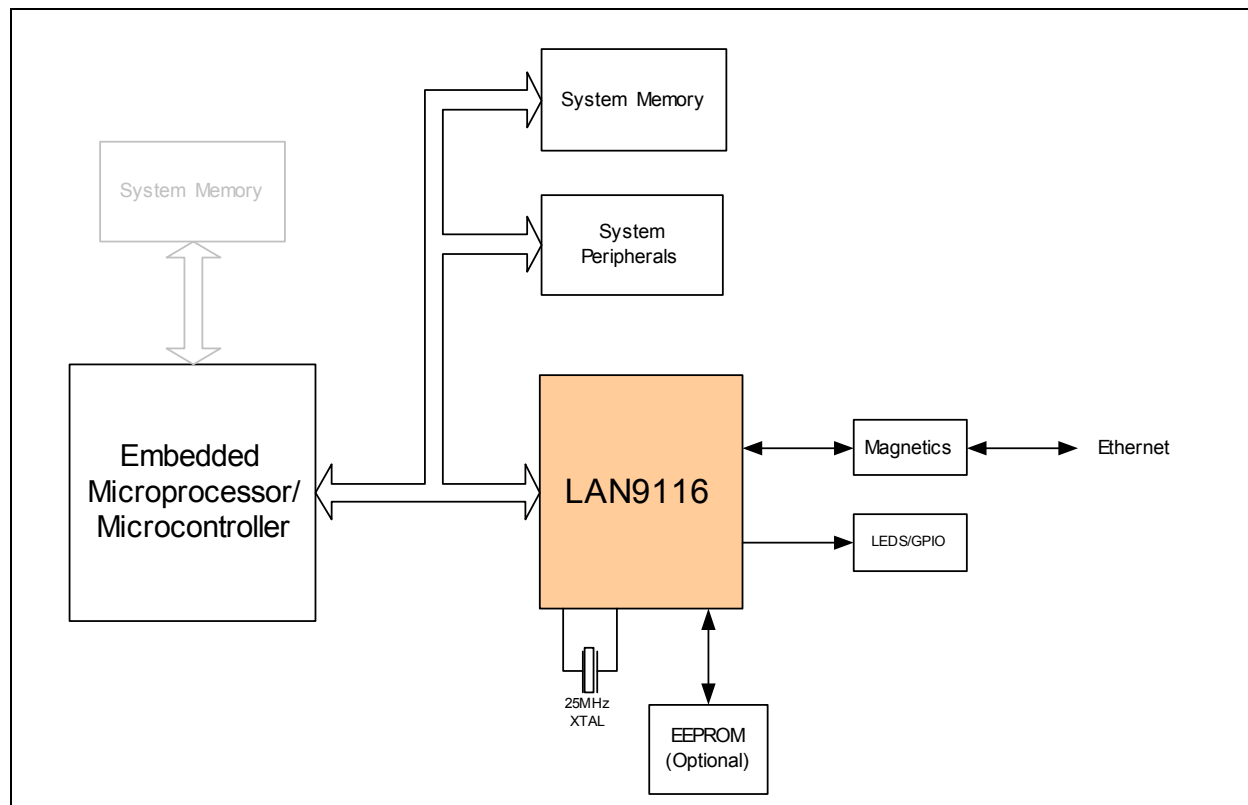 System Memory
System Memory
System
Peripherals
Embedded
Microprocessor/
Microcontroller
LAN9116
Magnetics
Ethernet
LEDS/GPIO
25MHz
XTAL
EEPROM
(Optional)